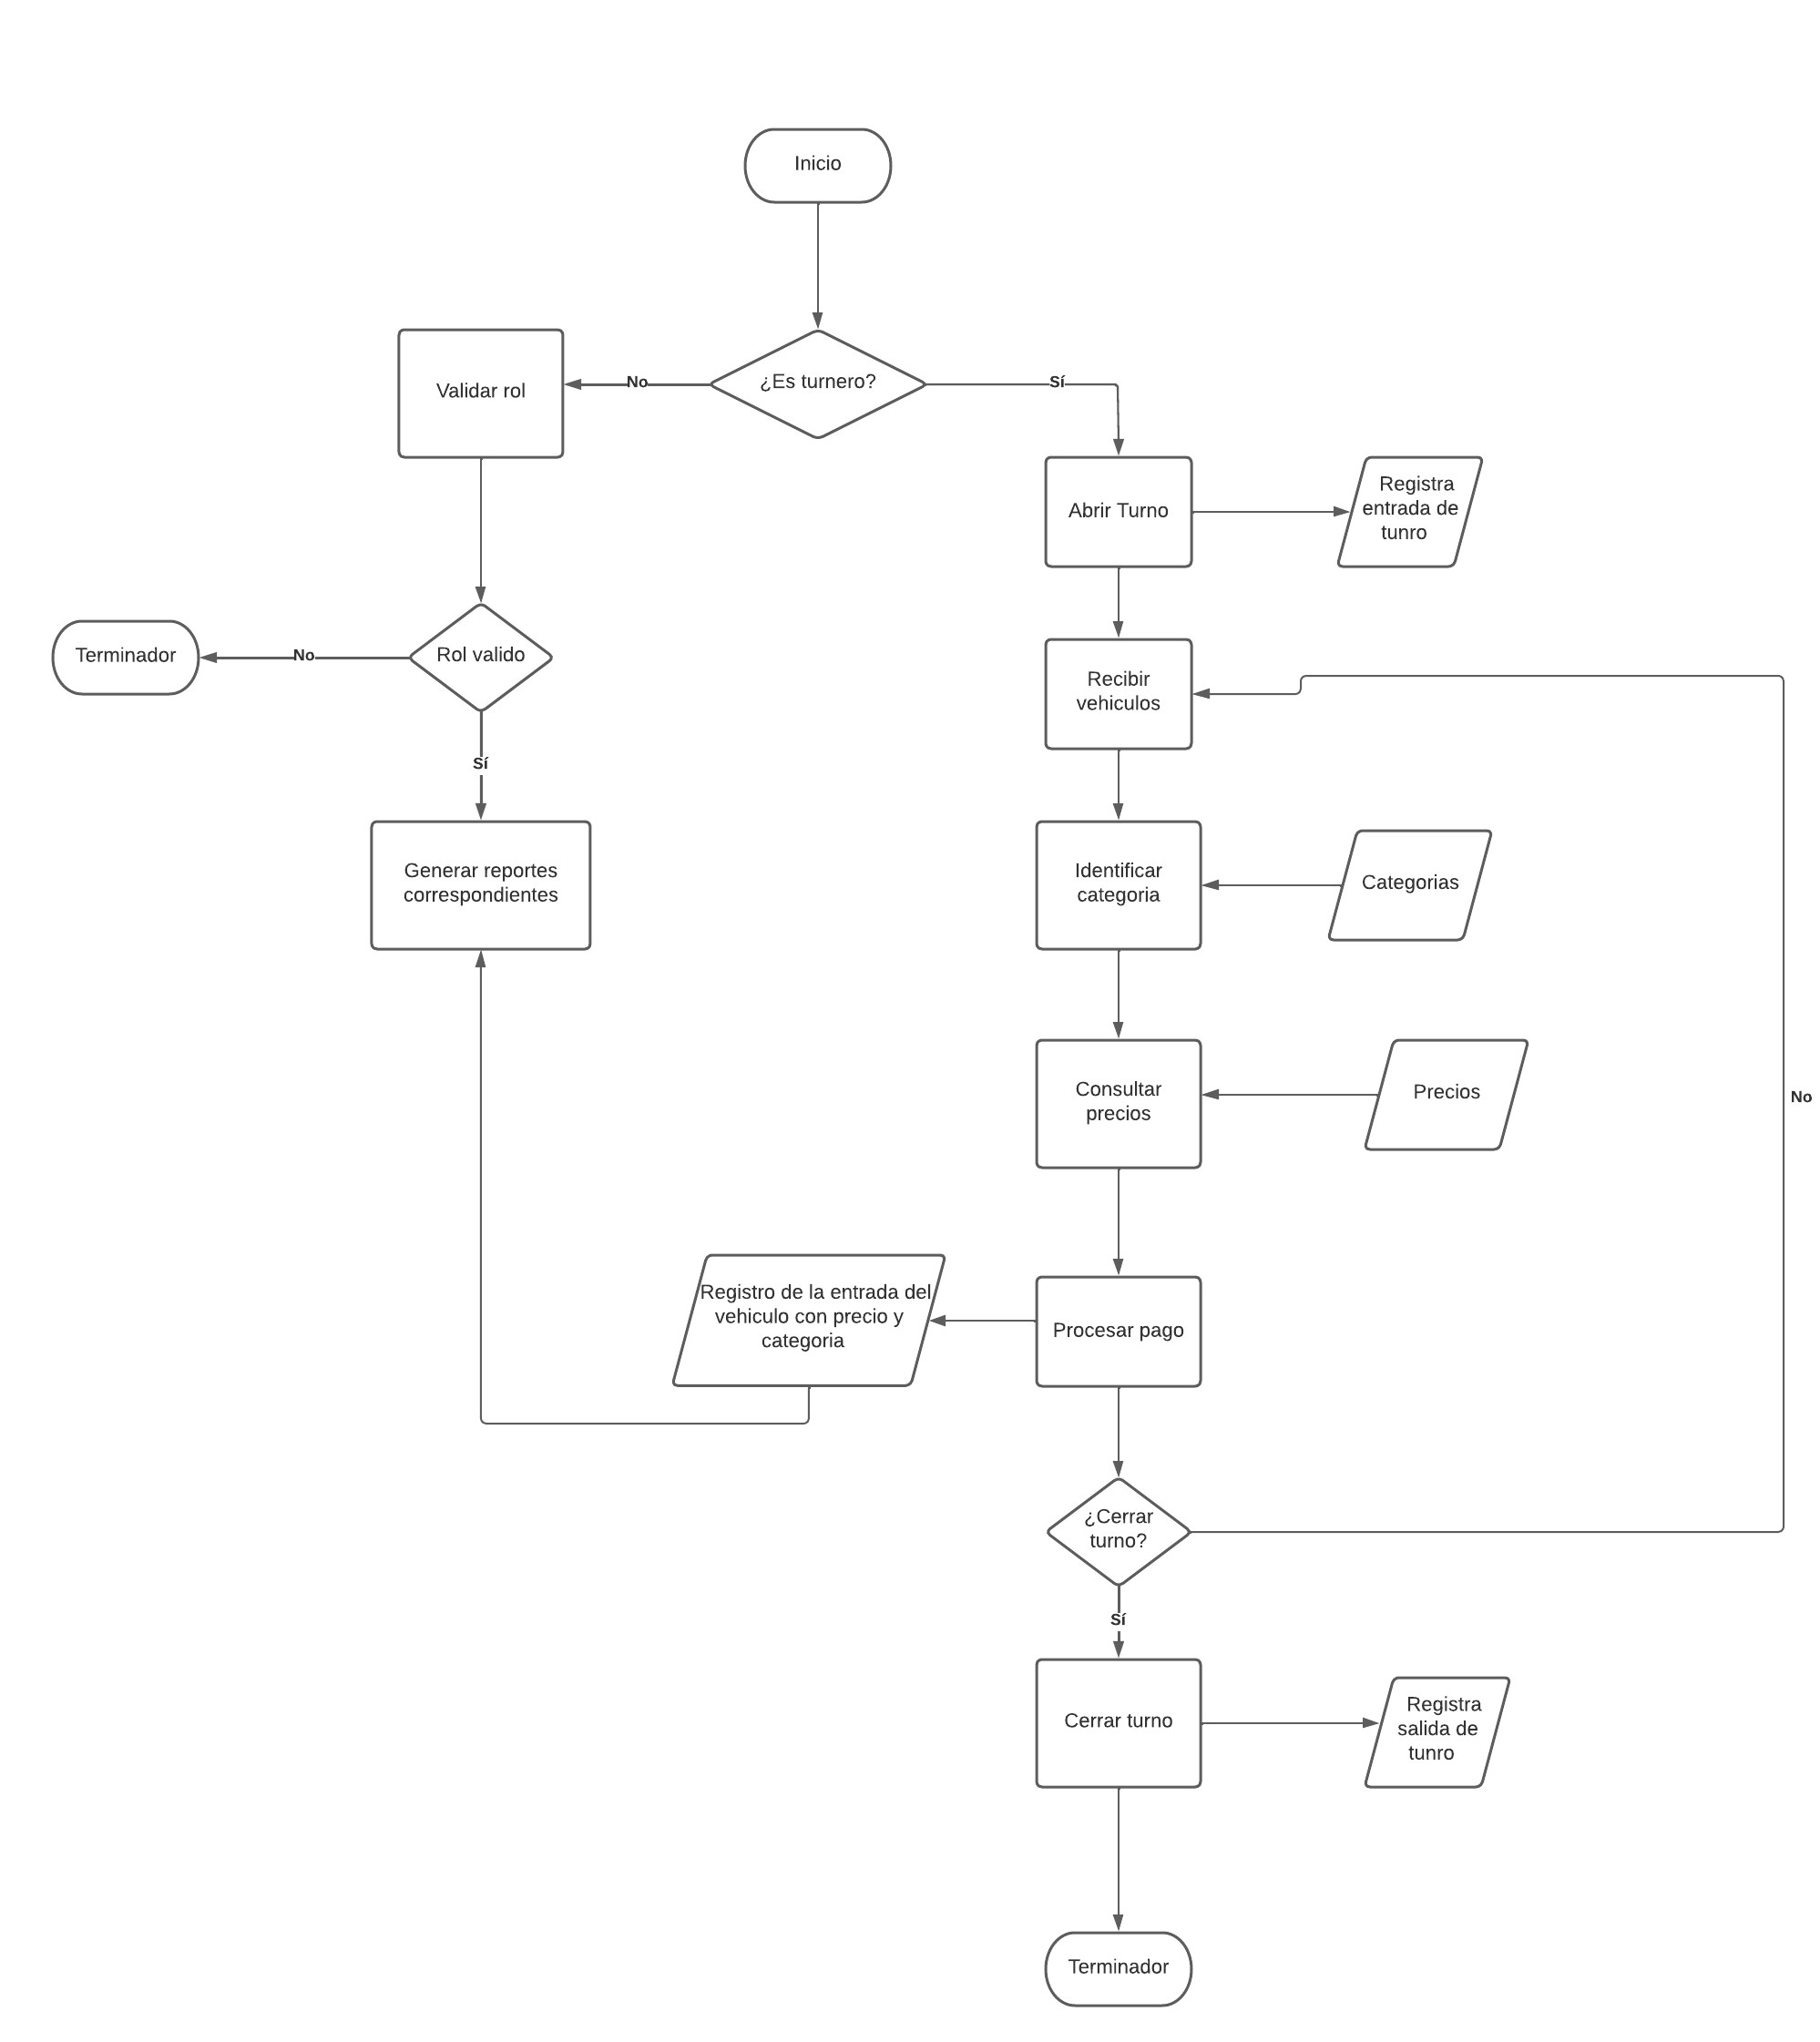 Inicio
¿Es turnero?
No
Sí
Validar rol
Abrir Turno
Registra
entrada de
tunro
Terminador
No
Rol valido
Recibir
vehiculos
Sí
Generar reportes
correspondientes
Identificar
categoria
Categorias
Consultar
precios
Precios
No
Registro de la entrada del
vehiculo con precio y
categoria
Procesar pago
¿Cerrar
turno?
Sí
Cerrar turno
Registra
salida de
tunro
Terminador